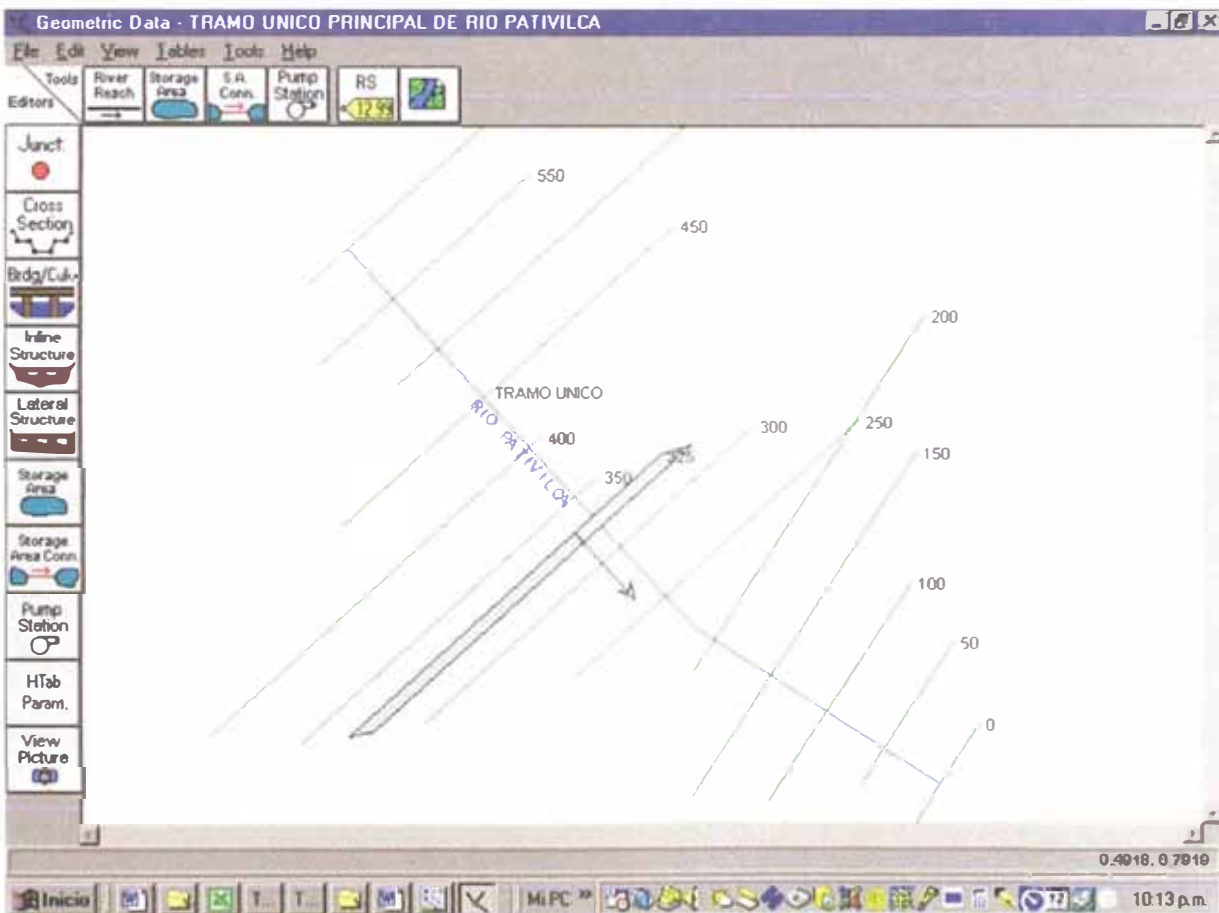 Geometric Data - TRAMO UNICO PRINCIPAL DE RIO PATIVILCA
File Edit View Tables Tools Help
Tools
Editors
River Reach
Storage Area
S.A. Conn.
Pump Station
RS
12.99
Junct.
Cross Section
Brdg/Culv
Inline Structure
Lateral Structure
Storage Area
Storage Area Conn.
Pump Station
HTab Param.
View Picture
550
450
200
TRAMO UNICO
RIO PATIVILCA
400
300
250
350
150
100
50
0
0.4918, 0.7919
Inicio
T...
T...
Mi PC »
12
10:13 p.m.